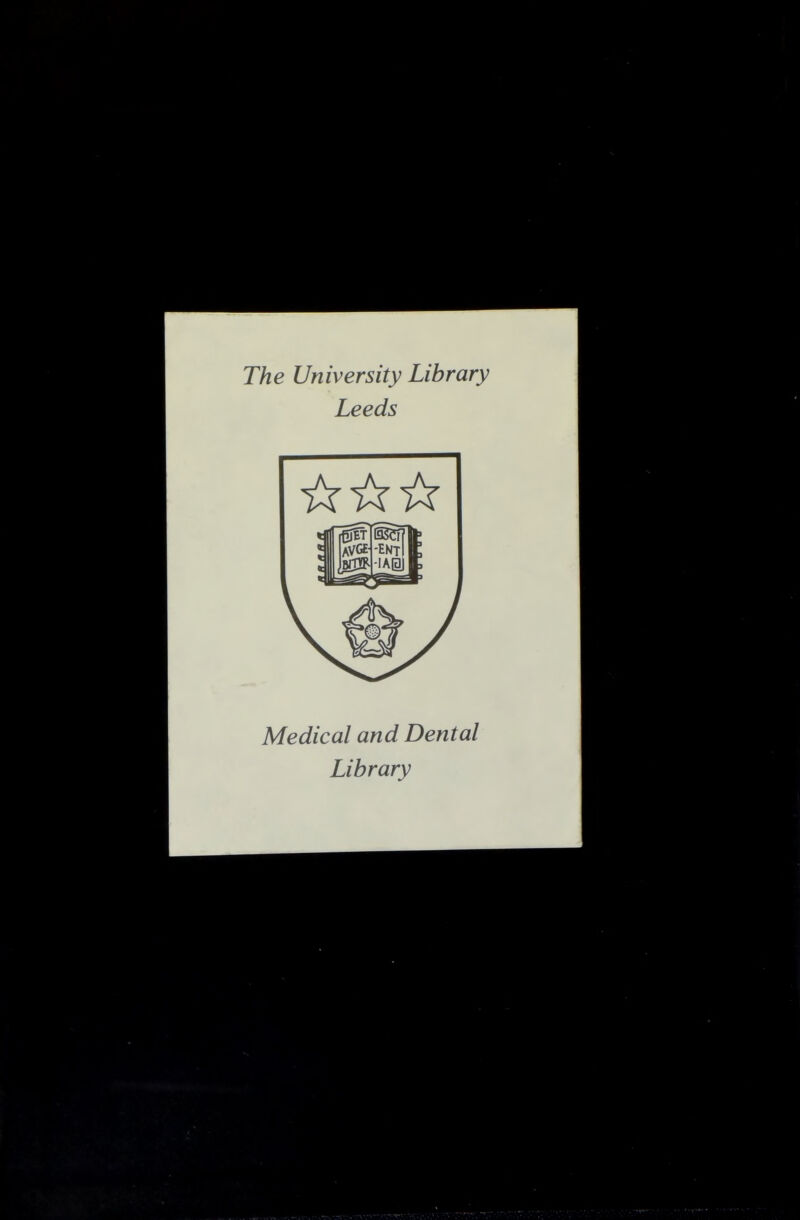 The University Library
Leeds
ET SCI
AVGE- -ENT
BITVR -IA
Medical and Dental
Library